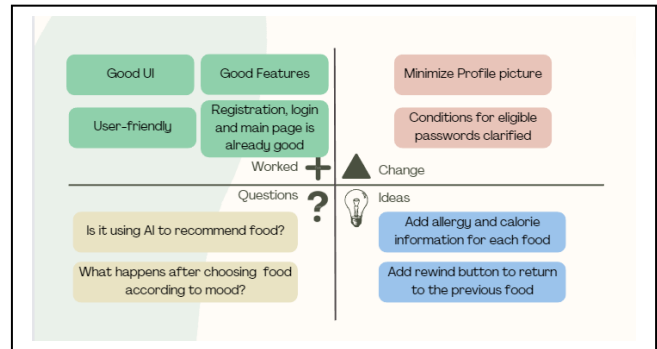 Good UI
Good Features
User-friendly
Registration, login
and main page is
already good
Worked +
Minimize Profile picture
Conditions for eligible
passwords clarified
Change
Questions ?
Is it using AI to recommend food?
What happens after choosing food
according to mood?
Ideas
Add allergy and calorie
information for each food
Add rewind button to return
to the previous food